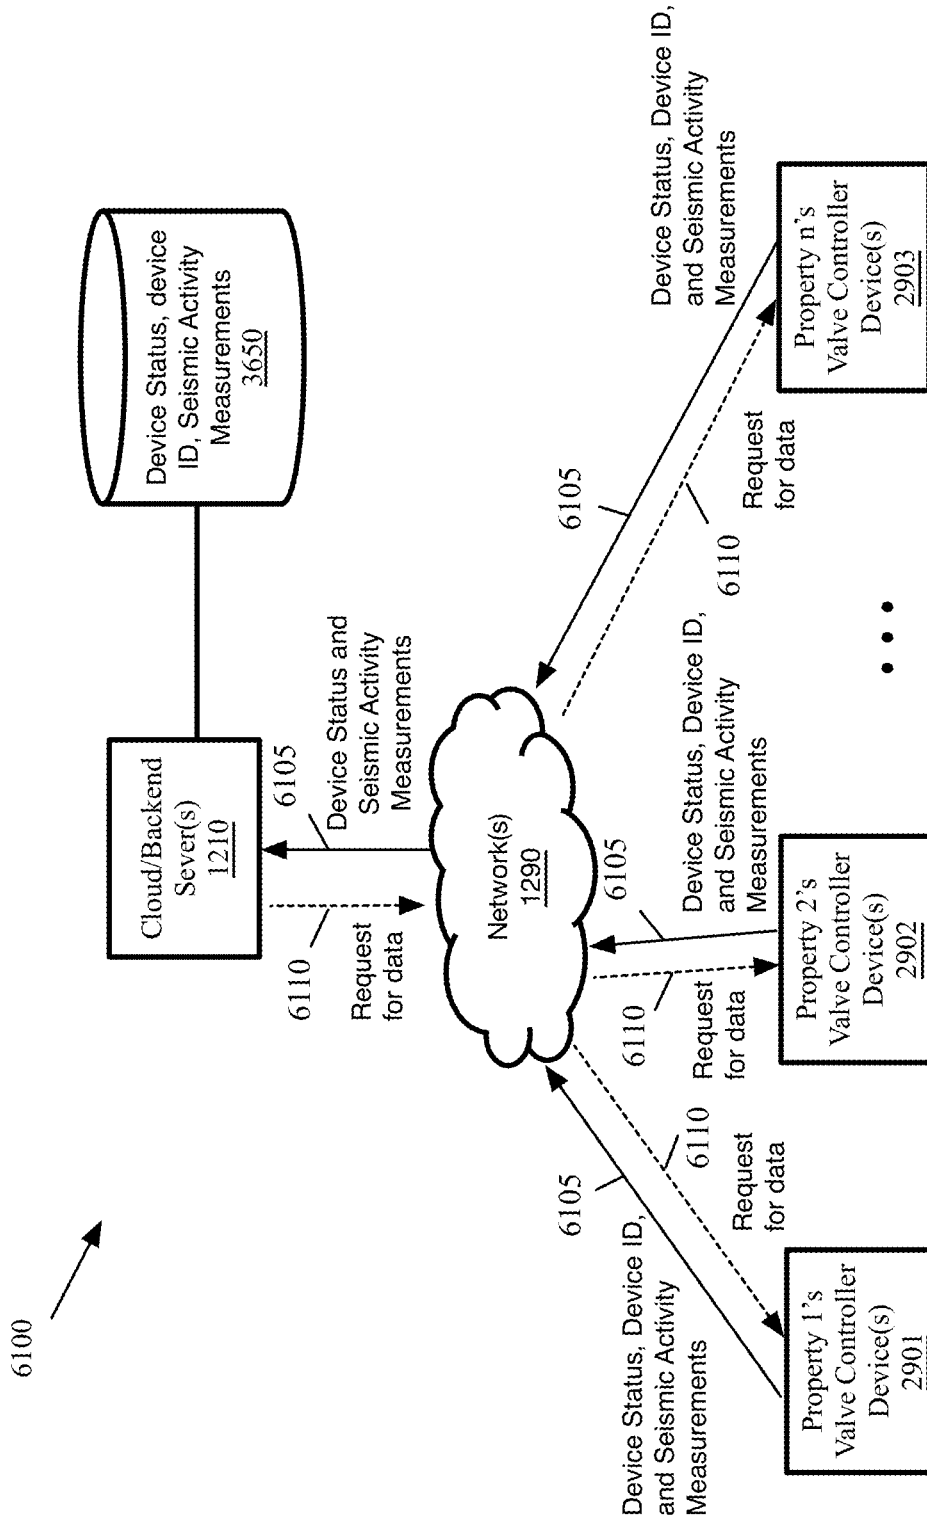 6100
Cloud/Backend
Sever(s)
1210
Device Status, device
ID, Seismic Activity
Measurements
3650
6110
Request
for data
6105
Device Status and
Seismic Activity
Measurements
Network(s)
1290
Device Status, Device ID,
and Seismic Activity
Measurements
6105
6110
Request
for data
6110
Request
for data
6105
Device Status, Device ID,
and Seismic Activity
Measurements
6105
6110
Request
for data
Device Status, Device ID,
and Seismic Activity
Measurements
Property 1's
Valve Controller
Device(s)
2901
Property 2's
Valve Controller
Device(s)
2902
• • •
Property n's
Valve Controller
Device(s)
2903